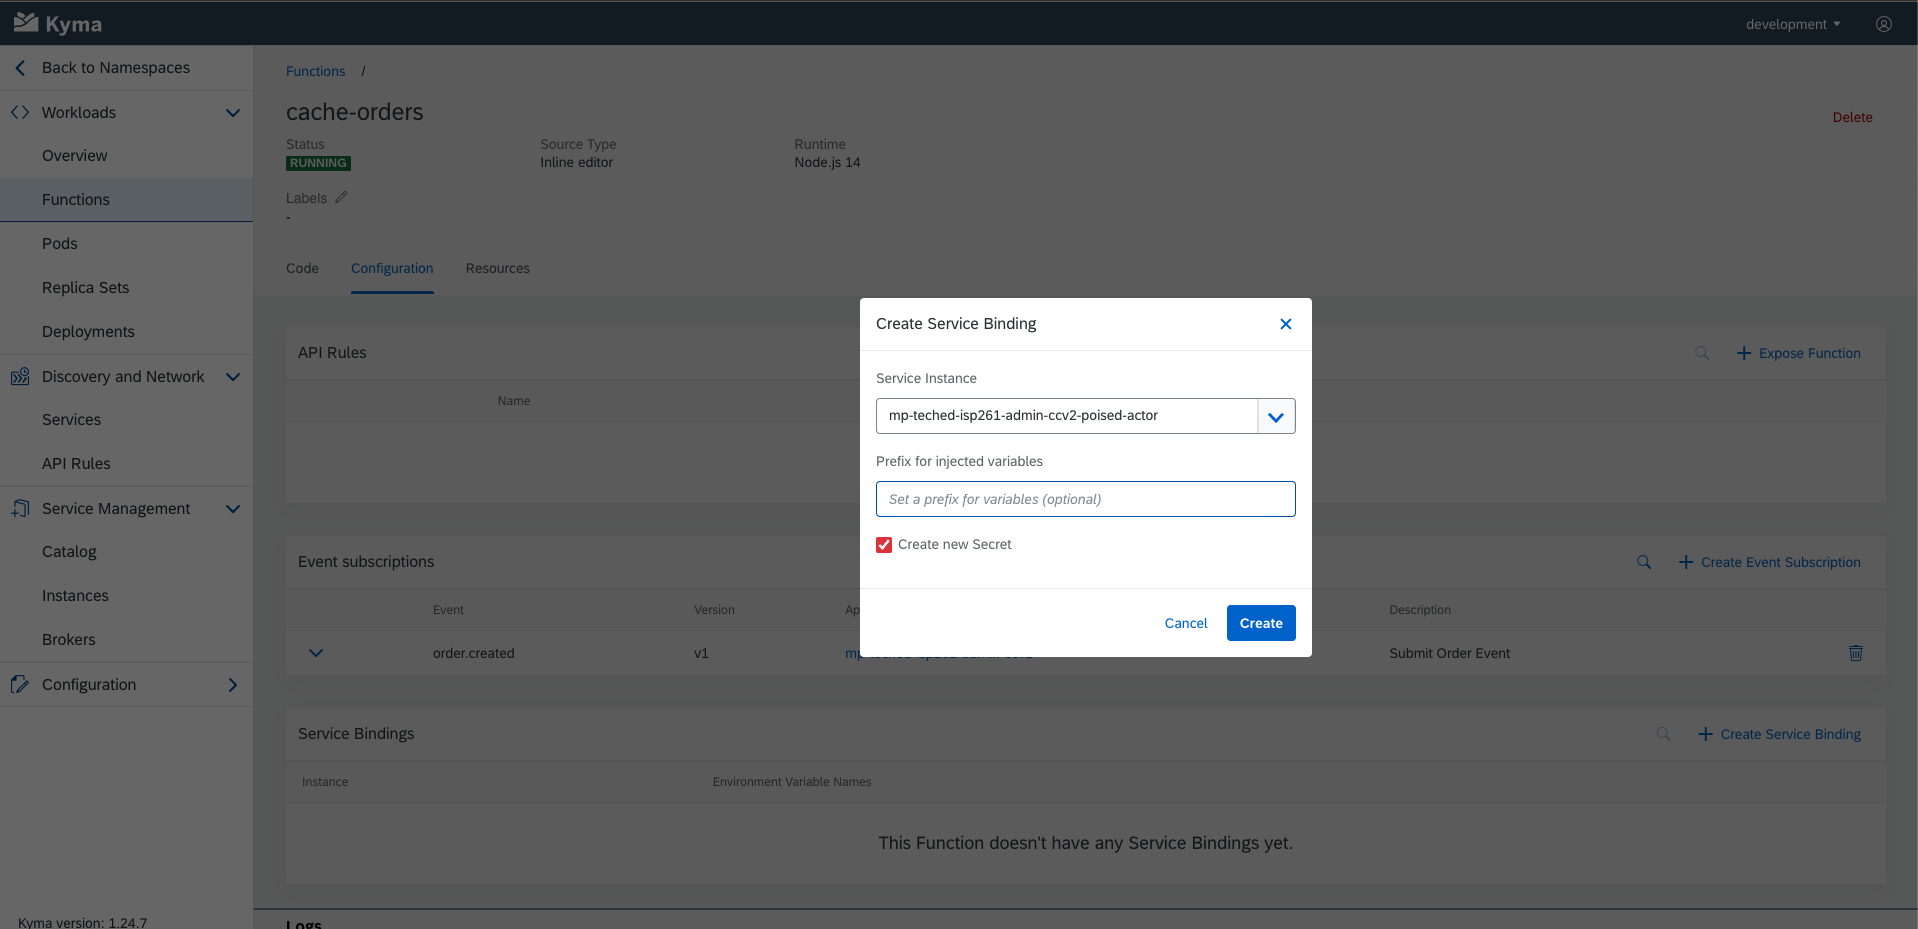 Kyma
development
Back to Namespaces
Workloads
Overview
Functions
Pods
Replica Sets
Deployments
Discovery and Network
Services
API Rules
Service Management
Catalog
Instances
Brokers
Configuration
Kyma version: 1.24.7
Functions /
cache-orders
Delete
Status Source Type Runtime
RUNNING Inline editor Node.js 14
Labels
-
Code Configuration Resources
API Rules
Expose Function
Name
Event subscriptions
Create Event Subscription
Event Version Ap Description
order.created v1 Submit Order Event
Service Bindings
Create Service Binding
Instance Environment Variable Names
This Function doesn't have any Service Bindings yet.
Logs
Create Service Binding
Service Instance
mp-teched-isp261-admin-ccv2-poised-actor
Prefix for injected variables
Set a prefix for variables (optional)
Create new Secret
Cancel Create